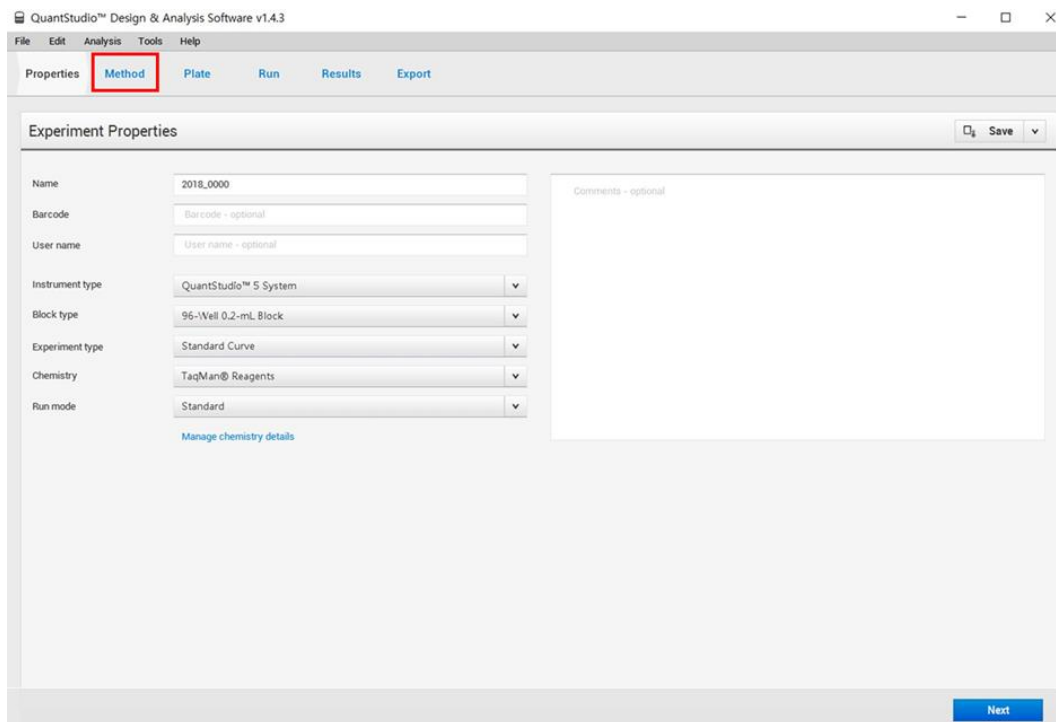 QuantStudio™ Design & Analysis Software v1.4.3
File Edit Analysis Tools Help
Properties Method Plate Run Results Export
Experiment Properties
Save
Name 2018_0000 Comments - optional
Barcode Barcode - optional
User name User name - optional
Instrument type QuantStudio™ 5 System
Block type 96-Well 0.2-mL Block
Experiment type Standard Curve
Chemistry TaqMan® Reagents
Run mode Standard
Manage chemistry details
Next